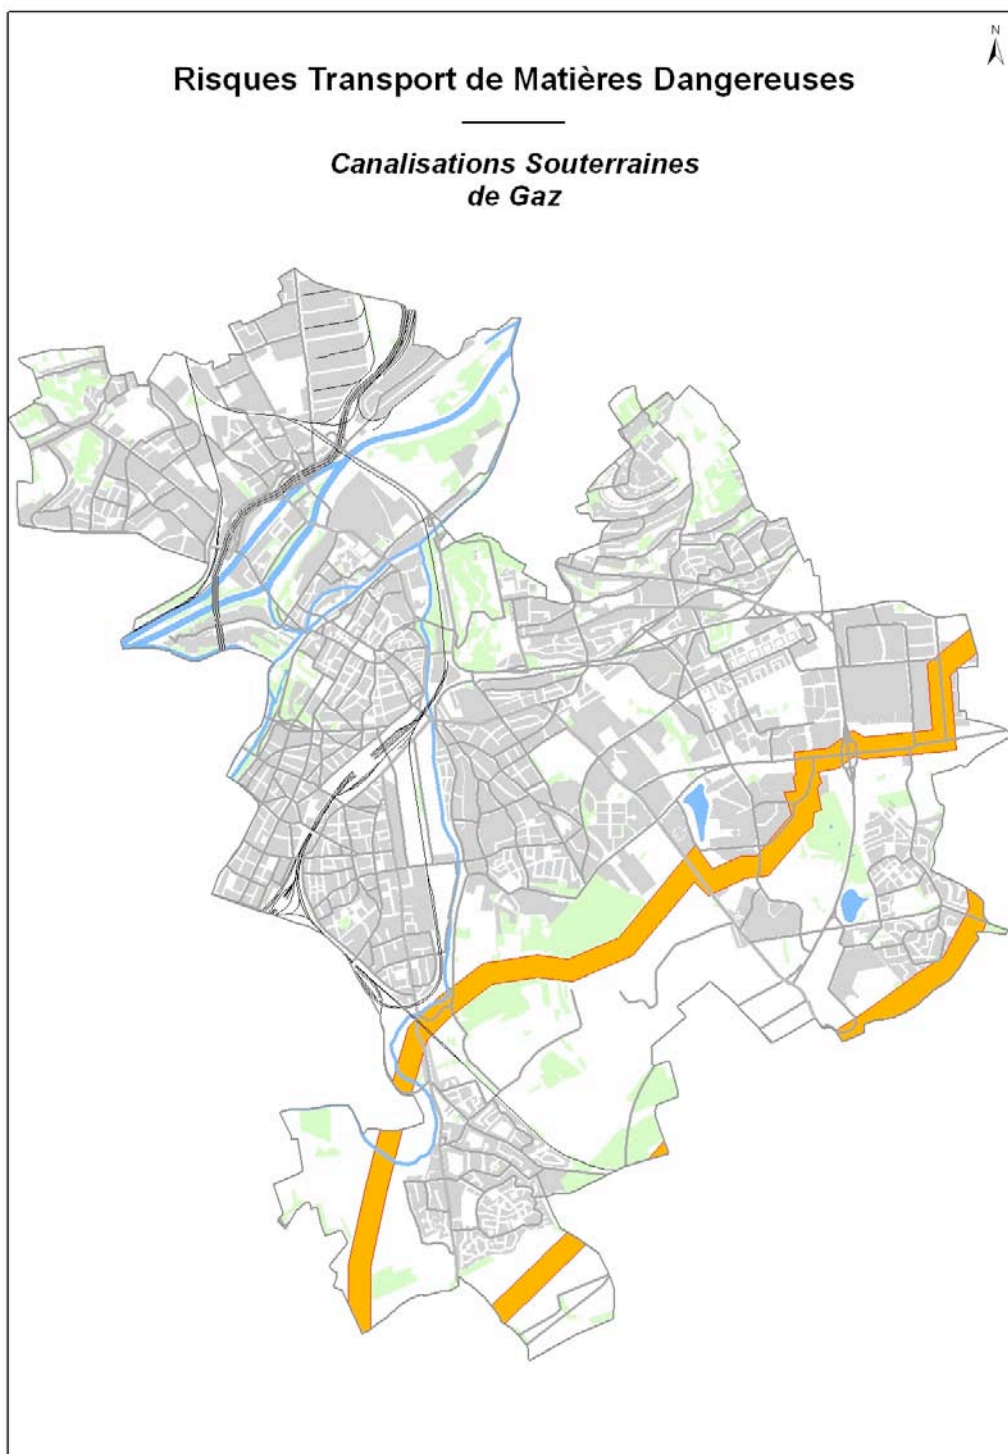 N
Risques Transport de Matières Dangereuses
Canalisations Souterraines
de Gaz